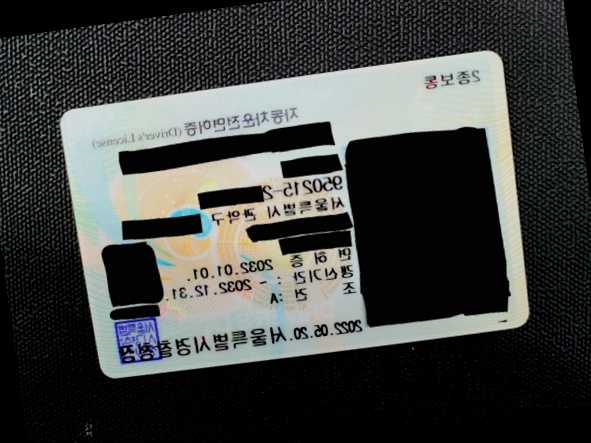 2종보통
자동차운전면허증 (Driver's License)
950215-2
서울특별시 관악구
면 허 증
갱신기간 : 2032.01.01.
~ 2032.12.31.
조 건 : A
2022.05.20. 서울특별시경찰청장